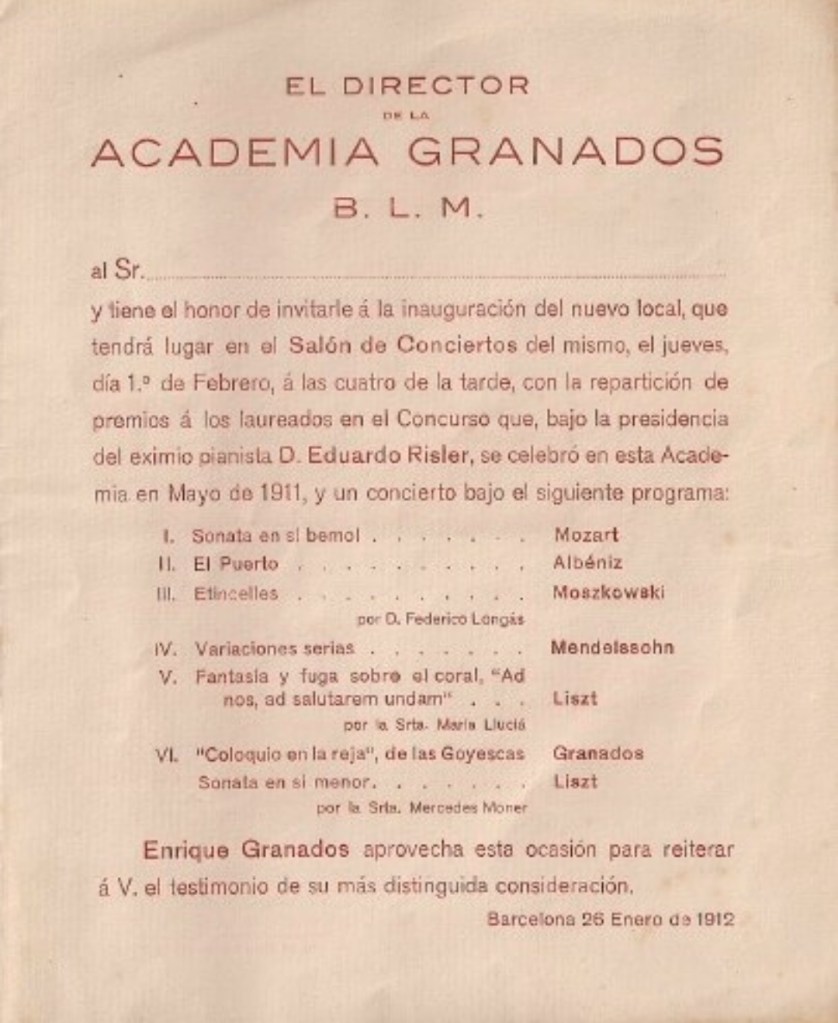 EL DIRECTOR
DE LA
ACADEMIA GRANADOS
B. L. M.
al Sr.
y tiene el honor de invitarle á la inauguración del nuevo local, que
tendrá lugar en el Salón de Conciertos del mismo, el jueves,
día 1.º de Febrero, á las cuatro de la tarde, con la repartición de
premios á los laureados en el Concurso que, bajo la presidencia
del eximio pianista D. Eduardo Risler, se celebró en esta Acade-
mia en Mayo de 1911, y un concierto bajo el siguiente programa:
I. Sonata en si bemol . . . . . . . Mozart
II. El Puerto . . . . . . . . . . Albéniz
III. Etincelles . . . . . . . . . . Moszkowski
por D. Federico Longás
IV. Variaciones serias . . . . . . . Mendelssohn
V. Fantasía y fuga sobre el coral, "Ad
nos, ad salutarem undam" . . . Liszt
por la Srta. María Lluciá
VI. "Coloquio en la reja", de las Goyescas Granados
Sonata en si menor. . . . . . . Liszt
por la Srta. Mercedes Moner
Enrique Granados aprovecha esta ocasión para reiterar
á V. el testimonio de su más distinguida consideración.
Barcelona 26 Enero de 1912